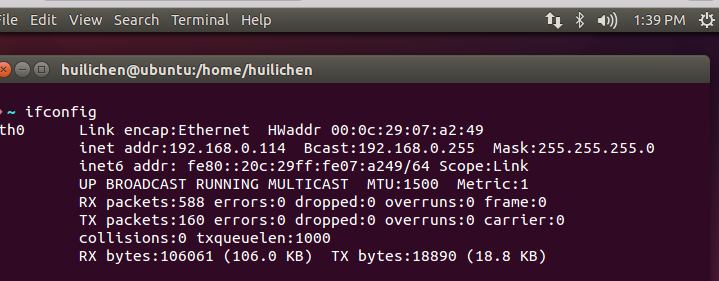 File Edit View Search Terminal Help 1:39 PM
huilichen@ubuntu:/home/huilichen
~ ifconfig
th0 Link encap:Ethernet HWaddr 00:0c:29:07:a2:49
inet addr:192.168.0.114 Bcast:192.168.0.255 Mask:255.255.255.0
inet6 addr: fe80::20c:29ff:fe07:a249/64 Scope:Link
UP BROADCAST RUNNING MULTICAST MTU:1500 Metric:1
RX packets:588 errors:0 dropped:0 overruns:0 frame:0
TX packets:160 errors:0 dropped:0 overruns:0 carrier:0
collisions:0 txqueuelen:1000
RX bytes:106061 (106.0 KB) TX bytes:18890 (18.8 KB)